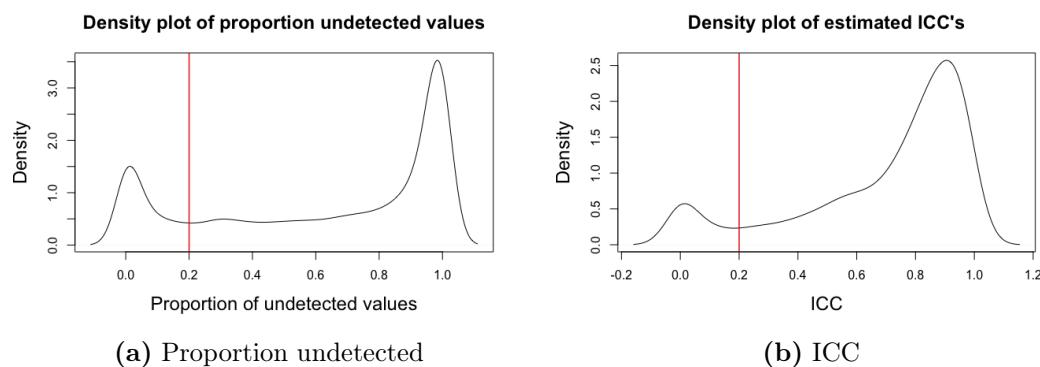 Density plot of proportion undetected values
Density
0.0 1.0 2.0 3.0
0.0 0.2 0.4 0.6 0.8 1.0
Proportion of undetected values
(a) Proportion undetected
Density plot of estimated ICC's
Density
0.0 0.5 1.0 1.5 2.0 2.5
-0.2 0.0 0.2 0.4 0.6 0.8 1.0 1.2
ICC
(b) ICC